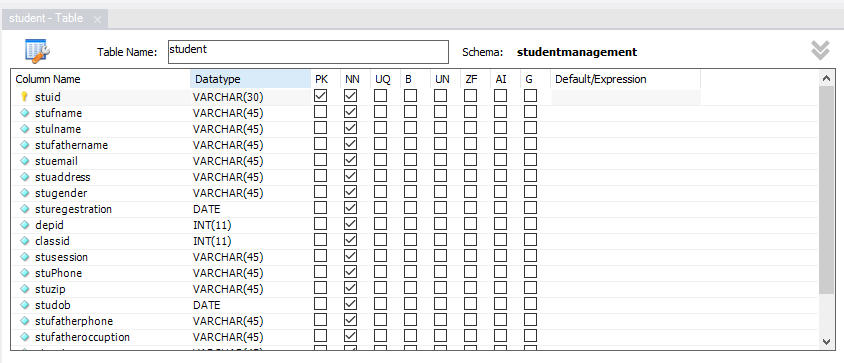 student - Table
Table Name: student Schema: studentmanagement
Column Name Datatype PK NN UQ B UN ZF AI G Default/Expression
stuid VARCHAR(30)
stufname VARCHAR(45)
stulname VARCHAR(45)
stufathername VARCHAR(45)
stuemail VARCHAR(45)
stuaddress VARCHAR(45)
stugender VARCHAR(45)
sturegestration DATE
depid INT(11)
classid INT(11)
stusession VARCHAR(45)
stuPhone VARCHAR(45)
stuzip VARCHAR(45)
studob DATE
stufatherphone VARCHAR(45)
stufatheroccuption VARCHAR(45)